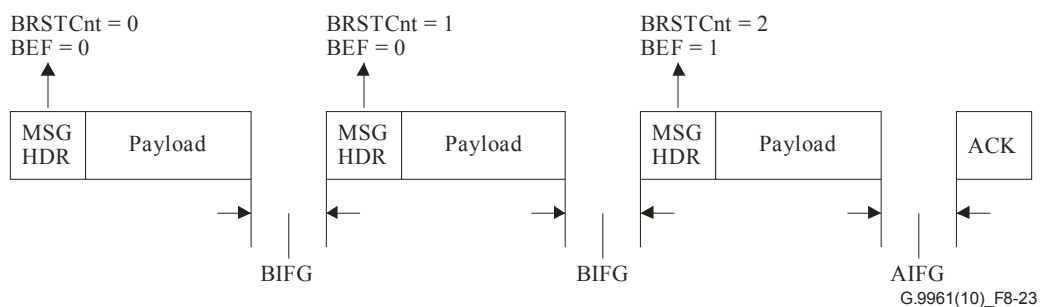 BRSTCnt = 0
BEF = 0
BRSTCnt = 1
BEF = 0
BRSTCnt = 2
BEF = 1
MSG
HDR
Payload
MSG
HDR
Payload
MSG
HDR
Payload
ACK
BIFG
BIFG
AIFG
G.9961(10)_F8-23